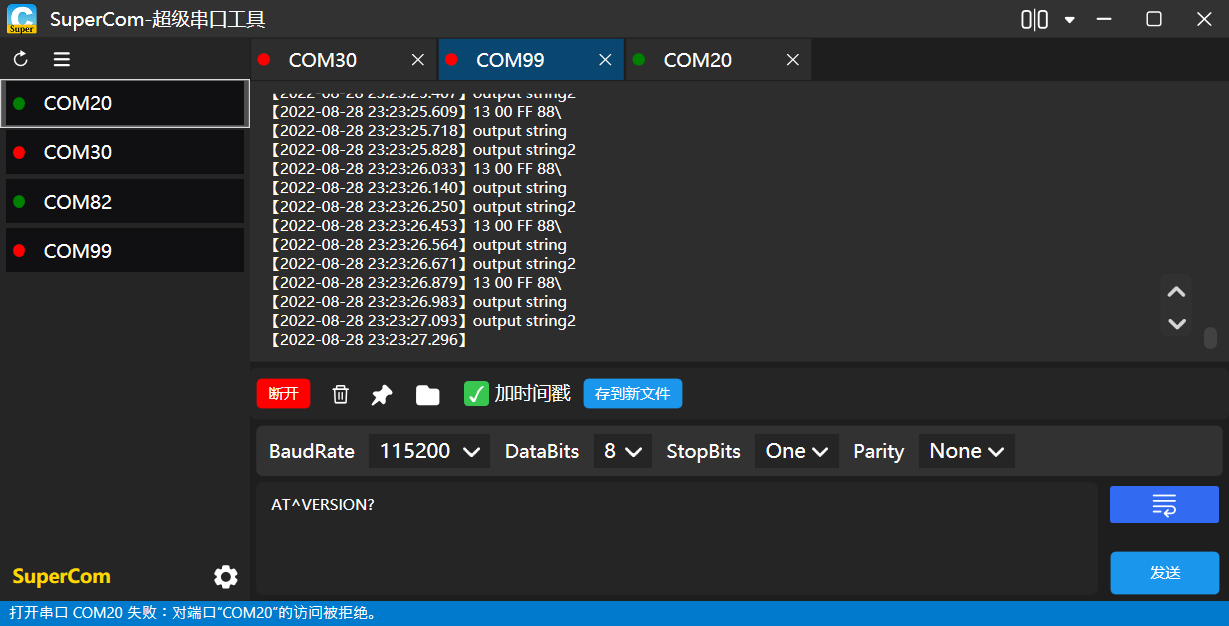 SuperCom-超级串口工具
Super
COM30
COM99
COM20
COM20
COM30
COM82
COM99
【2022-08-28 23:23:25.407】output string2
【2022-08-28 23:23:25.609】13 00 FF 88\
【2022-08-28 23:23:25.718】output string
【2022-08-28 23:23:25.828】output string2
【2022-08-28 23:23:26.033】13 00 FF 88\
【2022-08-28 23:23:26.140】output string
【2022-08-28 23:23:26.250】output string2
【2022-08-28 23:23:26.453】13 00 FF 88\
【2022-08-28 23:23:26.564】output string
【2022-08-28 23:23:26.671】output string2
【2022-08-28 23:23:26.879】13 00 FF 88\
【2022-08-28 23:23:26.983】output string
【2022-08-28 23:23:27.093】output string2
【2022-08-28 23:23:27.296】
断开 加时间戳 存到新文件
BaudRate 115200 DataBits 8 StopBits One Parity None
AT^VERSION?
发送
SuperCom
打开串口 COM20 失败：对端口“COM20”的访问被拒绝。